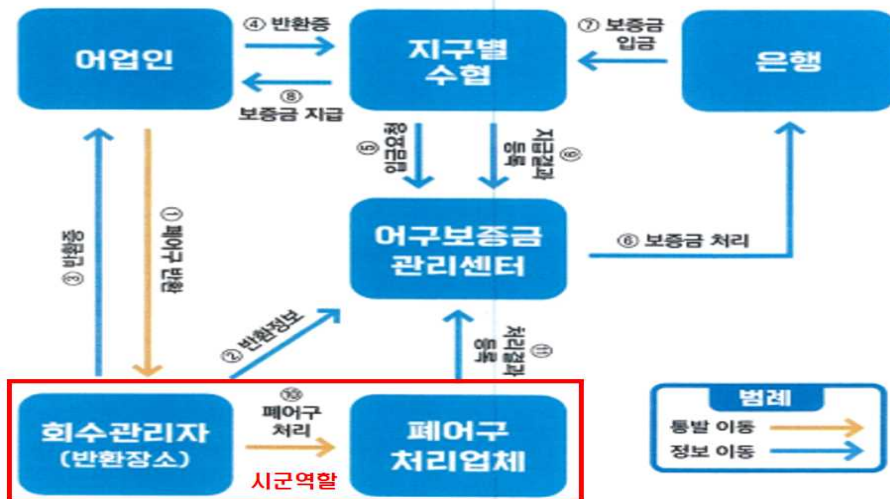 어업인
④ 반환증
지구별
수협
⑦ 보증금
입금
은행
⑧
보증금 지급
⑤
입금요청
⑨
지급결과
등록
③ 반환증
① 폐어구 반환
어구보증금
관리센터
⑥ 보증금 처리
② 반환정보
⑪
처리결과
등록
회수관리자
(반환장소)
⑩
폐어구
처리
시군역할
폐어구
처리업체
범례
통발 이동
정보 이동